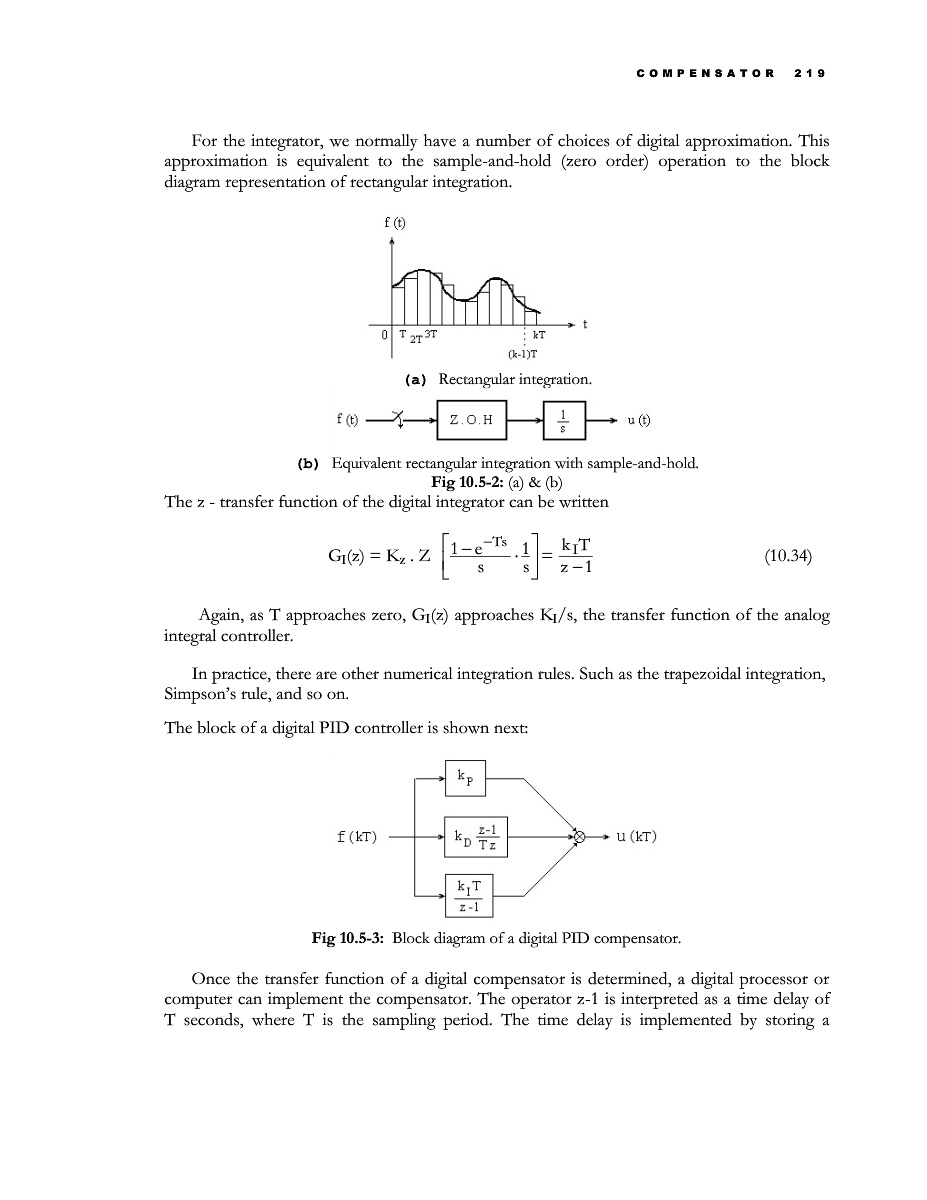 COMPENSATOR 219
For the integrator, we normally have a number of choices of digital approximation. This
approximation is equivalent to the sample-and-hold (zero order) operation to the block
diagram representation of rectangular integration.
f (t)
t
0 T 2T 3T kT
(k-1)T
(a) Rectangular integration.
f (t) Z.O.H 1/s u (t)
(b) Equivalent rectangular integration with sample-and-hold.
Fig 10.5-2: (a) & (b)
The z - transfer function of the digital integrator can be written
G_I(z) = K_z . Z [ (1-e^{-Ts})/s · 1/s ] = k_I T/(z-1) (10.34)
Again, as T approaches zero, G_I(z) approaches K_I/s, the transfer function of the analog
integral controller.
In practice, there are other numerical integration rules. Such as the trapezoidal integration,
Simpson's rule, and so on.
The block of a digital PID controller is shown next:
k_P
f (kT) k_D (z-1)/(Tz) u (kT)
k_I T/(z-1)
Fig 10.5-3: Block diagram of a digital PID compensator.
Once the transfer function of a digital compensator is determined, a digital processor or
computer can implement the compensator. The operator z-1 is interpreted as a time delay of
T seconds, where T is the sampling period. The time delay is implemented by storing a